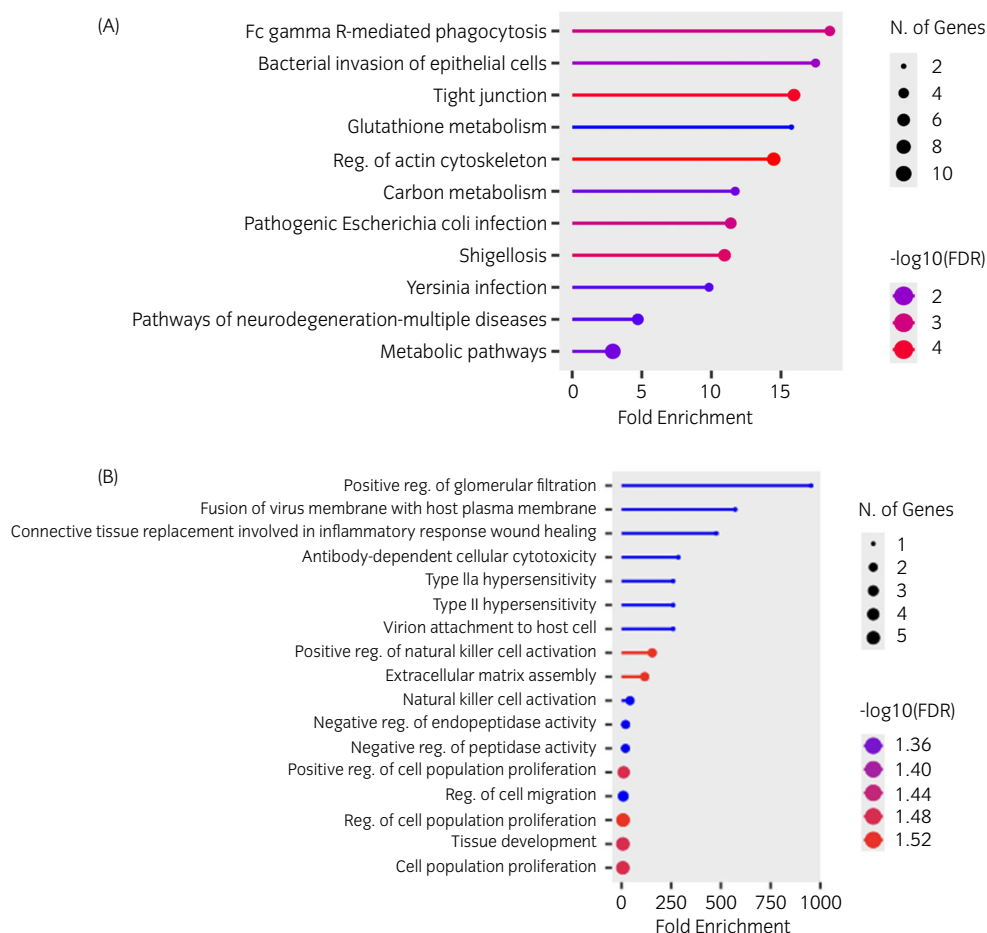 (A)
Fc gamma R-mediated phagocytosis
Bacterial invasion of epithelial cells
Tight junction
Glutathione metabolism
Reg. of actin cytoskeleton
Carbon metabolism
Pathogenic Escherichia coli infection
Shigellosis
Yersinia infection
Pathways of neurodegeneration-multiple diseases
Metabolic pathways
0 5 10 15
Fold Enrichment
N. of Genes
2
4
6
8
10
-log10(FDR)
2
3
4
(B)
Positive reg. of glomerular filtration
Fusion of virus membrane with host plasma membrane
Connective tissue replacement involved in inflammatory response wound healing
Antibody-dependent cellular cytotoxicity
Type IIa hypersensitivity
Type II hypersensitivity
Virion attachment to host cell
Positive reg. of natural killer cell activation
Extracellular matrix assembly
Natural killer cell activation
Negative reg. of endopeptidase activity
Negative reg. of peptidase activity
Positive reg. of cell population proliferation
Reg. of cell migration
Reg. of cell population proliferation
Tissue development
Cell population proliferation
0 250 500 750 1000
Fold Enrichment
N. of Genes
1
2
3
4
5
-log10(FDR)
1.36
1.40
1.44
1.48
1.52